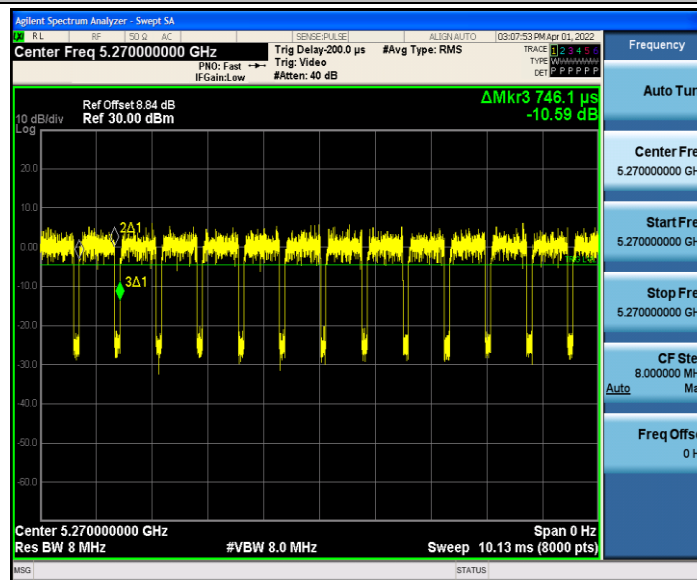 Agilent Spectrum Analyzer - Swept SA
LXI RL RF 50 Ω AC SENSE:PULSE ALIGN AUTO 03:07:53 PM Apr 01, 2022
Center Freq 5.270000000 GHz
PNO: Fast
IFGain:Low
Trig Delay-200.0 µs
Trig: Video
#Atten: 40 dB
#Avg Type: RMS
TRACE 1 2 3 4 5 6
TYPE WWWWWW
DET P P P P P P
Ref Offset 8.84 dB
10 dB/div Ref 30.00 dBm
Log
ΔMkr3 746.1 µs
-10.59 dB
20.0
10.0
0.00
-10.0
-20.0
-30.0
-40.0
-50.0
-60.0
2Δ1
3Δ1
Center 5.270000000 GHz Span 0 Hz
Res BW 8 MHz #VBW 8.0 MHz Sweep 10.13 ms (8000 pts)
MSG STATUS
Frequency
Auto Tun
Center Fre
5.270000000 GH
Start Fre
5.270000000 GH
Stop Fre
5.270000000 GH
CF Ste
8.000000 MH
Auto Ma
Freq Offs
0 H